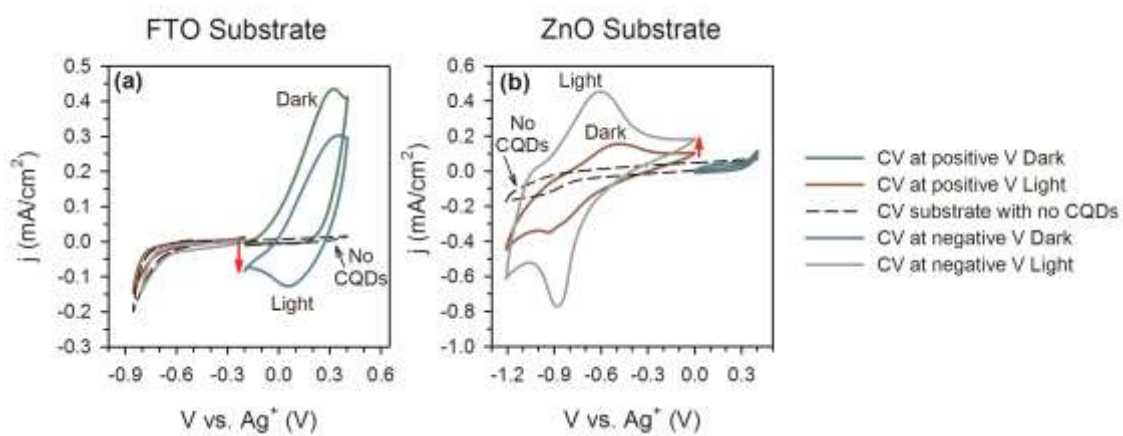 FTO Substrate
ZnO Substrate
(a)
0.5
0.4
0.3
0.2
0.1
0.0
-0.1
-0.2
-0.3
j (mA/cm²)
Dark
No
CQDs
Light
-0.9 -0.6 -0.3 0.0 0.3 0.6
V vs. Ag⁺ (V)
(b)
0.6
0.4
0.2
0.0
-0.2
-0.4
-0.6
-0.8
-1.0
j (mA/cm²)
Light
No
CQDs
Dark
-1.2 -0.9 -0.6 -0.3 0.0 0.3
V vs. Ag⁺ (V)
CV at positive V Dark
CV at positive V Light
CV substrate with no CQDs
CV at negative V Dark
CV at negative V Light